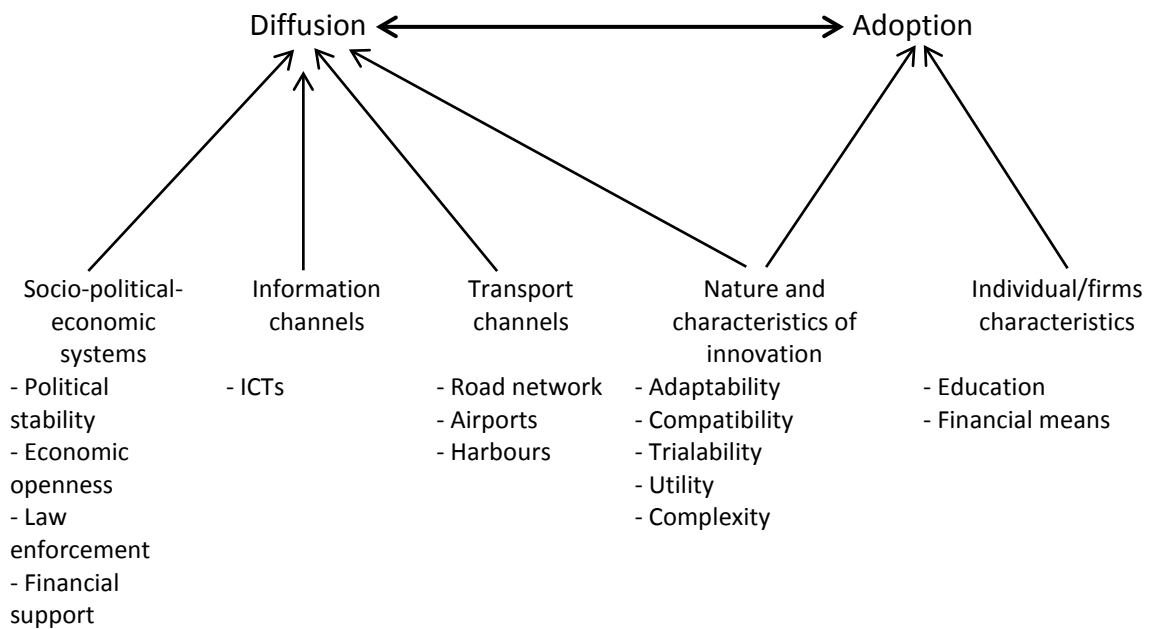 Diffusion
Adoption
Socio-political-
economic
systems
- Political
stability
- Economic
openness
- Law
enforcement
- Financial
support
Information
channels
- ICTs
Transport
channels
- Road network
- Airports
- Harbours
Nature and
characteristics of
innovation
- Adaptability
- Compatibility
- Trialability
- Utility
- Complexity
Individual/firms
characteristics
- Education
- Financial means